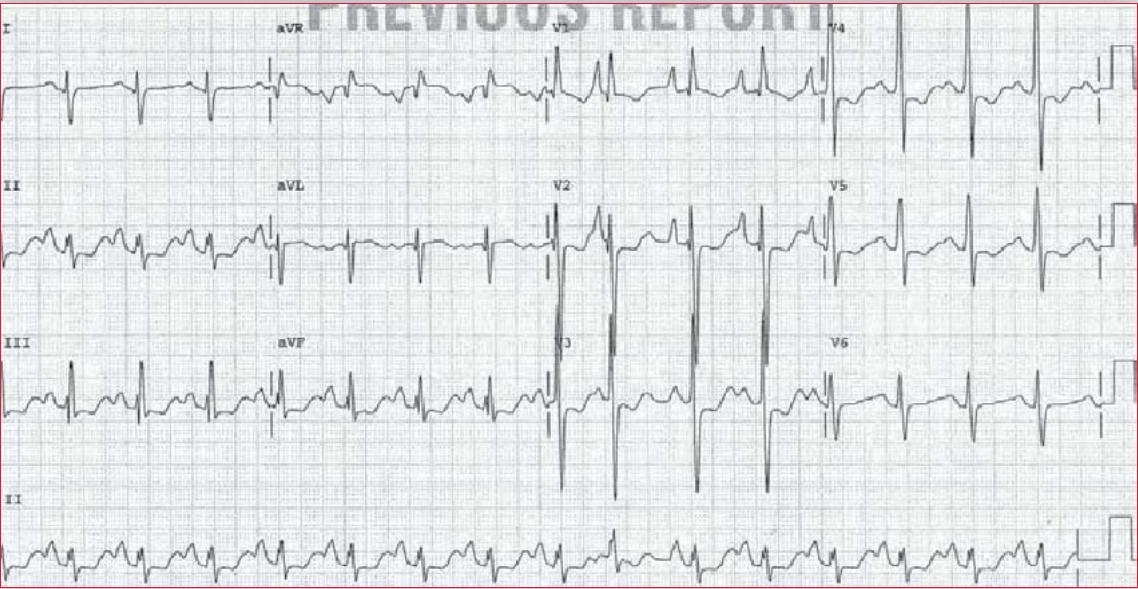 PREVIOUS REPORT
I aVR V1 V4
II aVL V2 V5
III aVF V3 V6
II